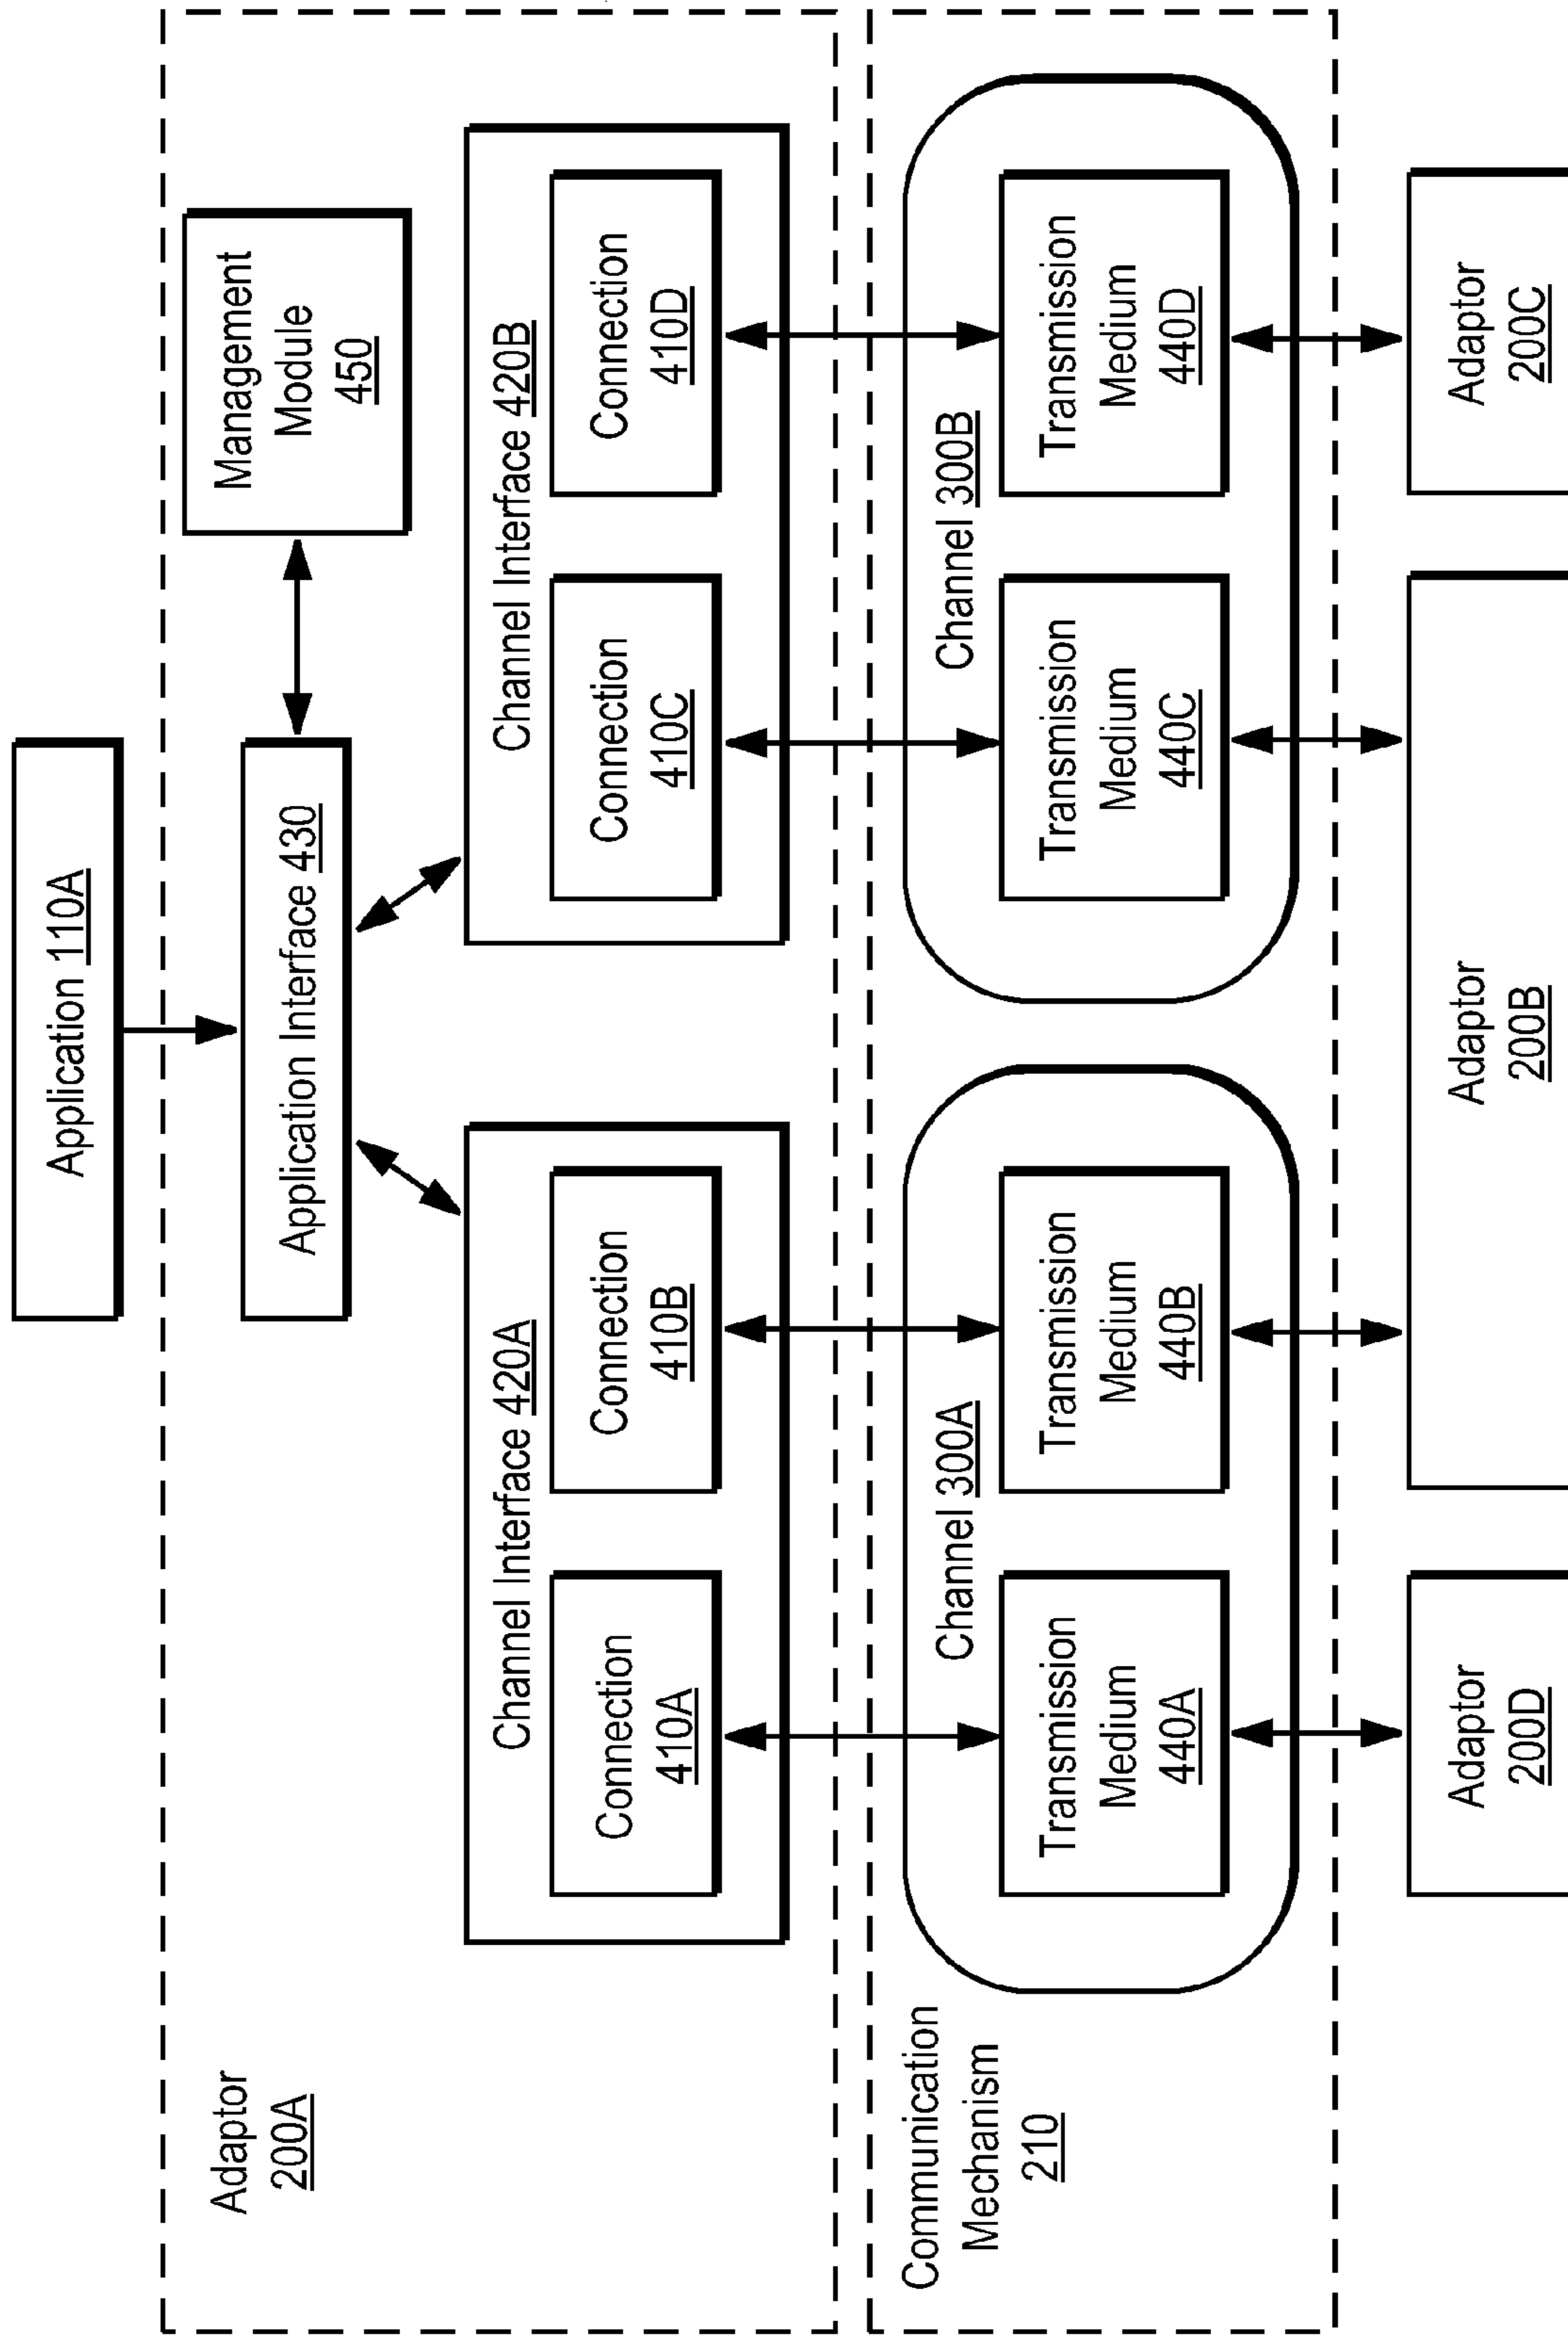 Application 110A
Adaptor
200A
Application Interface 430
Management
Module
450
Channel Interface 420A
Connection
410A
Connection
410B
Channel Interface 420B
Connection
410C
Connection
410D
Communication
Mechanism
210
Channel 300A
Transmission
Medium
440A
Transmission
Medium
440B
Channel 300B
Transmission
Medium
440C
Transmission
Medium
440D
Adaptor
200D
Adaptor
200B
Adaptor
200C